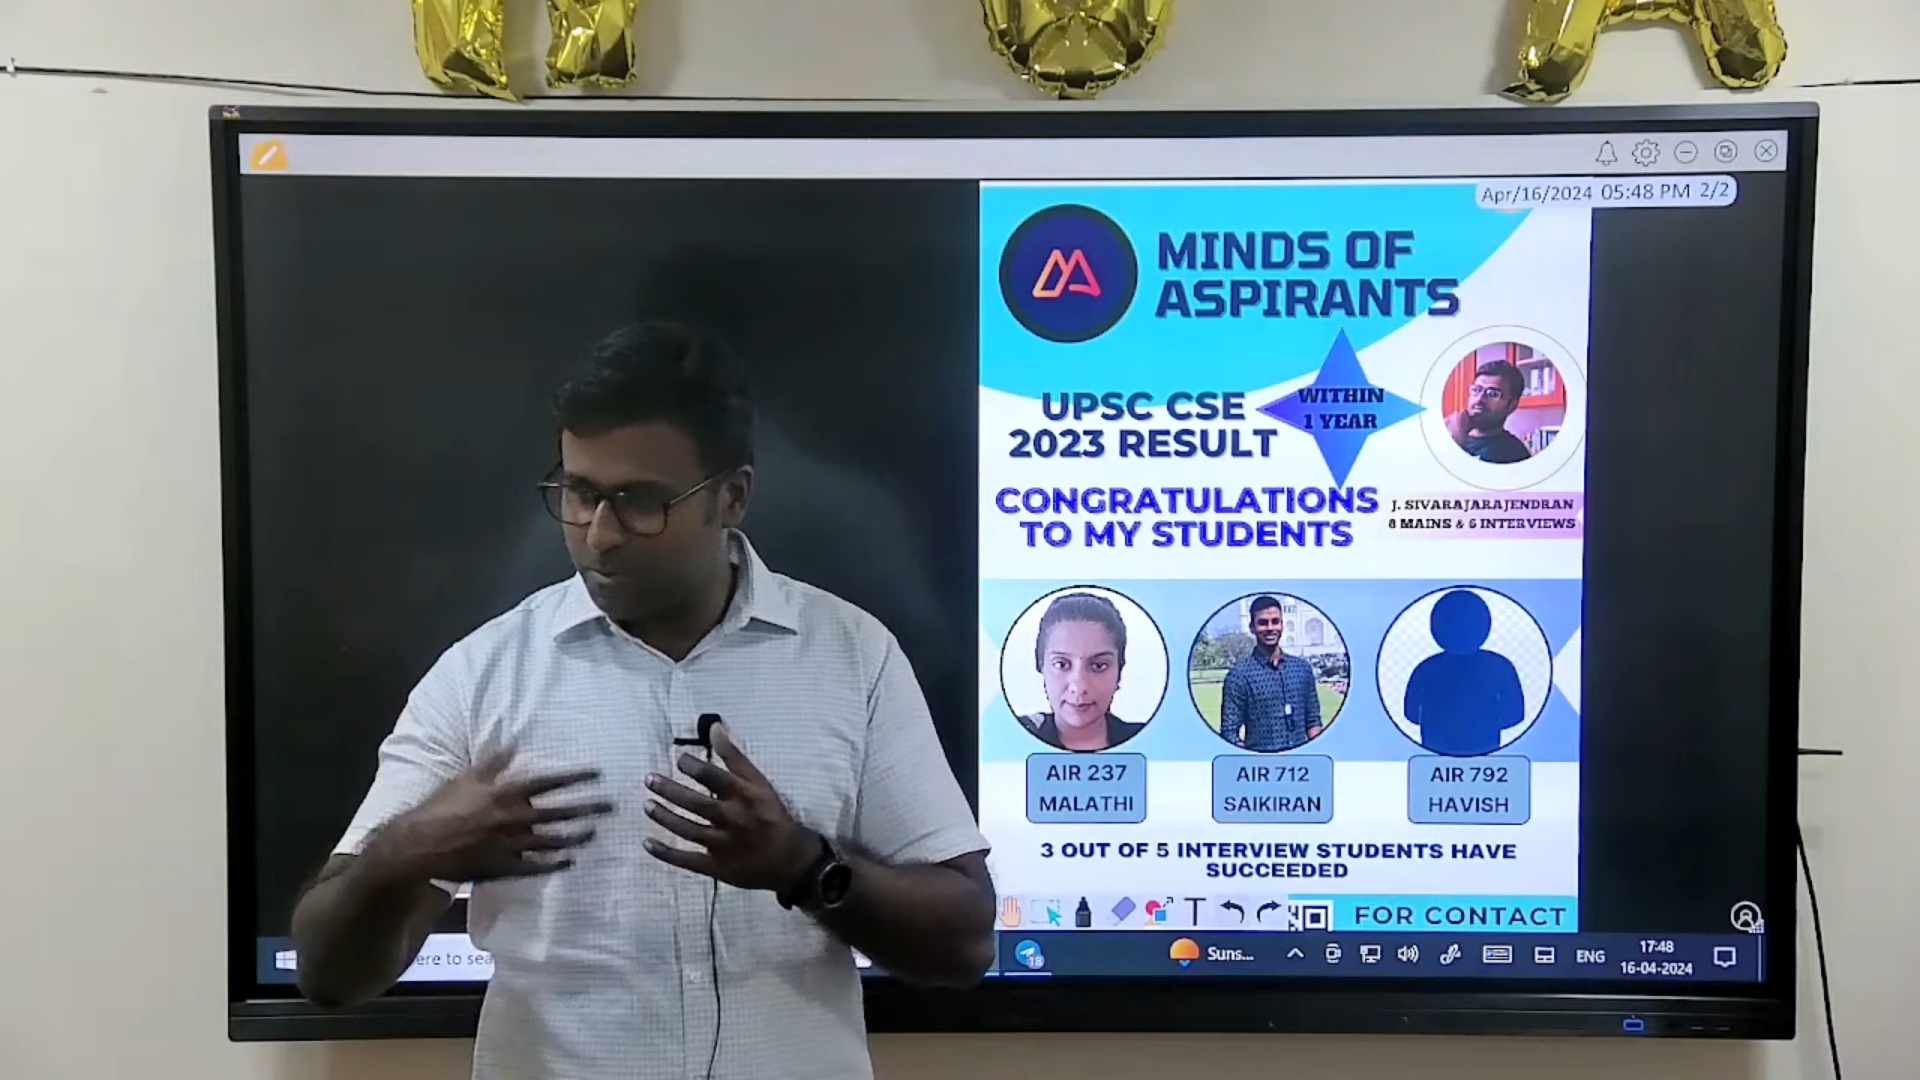 M O A
Apr/16/2024 05:48 PM 2/2
MINDS OF
ASPIRANTS
UPSC CSE
2023 RESULT
WITHIN
1 YEAR
CONGRATULATIONS
TO MY STUDENTS
J. SIVARAJARAJENDRAN
8 MAINS & 6 INTERVIEWS
AIR 237
MALATHI
AIR 712
SAIKIRAN
AIR 792
HAVISH
3 OUT OF 5 INTERVIEW STUDENTS HAVE
SUCCEEDED
T
FOR CONTACT
ere to sea
18
Suns...
ENG
17:48
16-04-2024